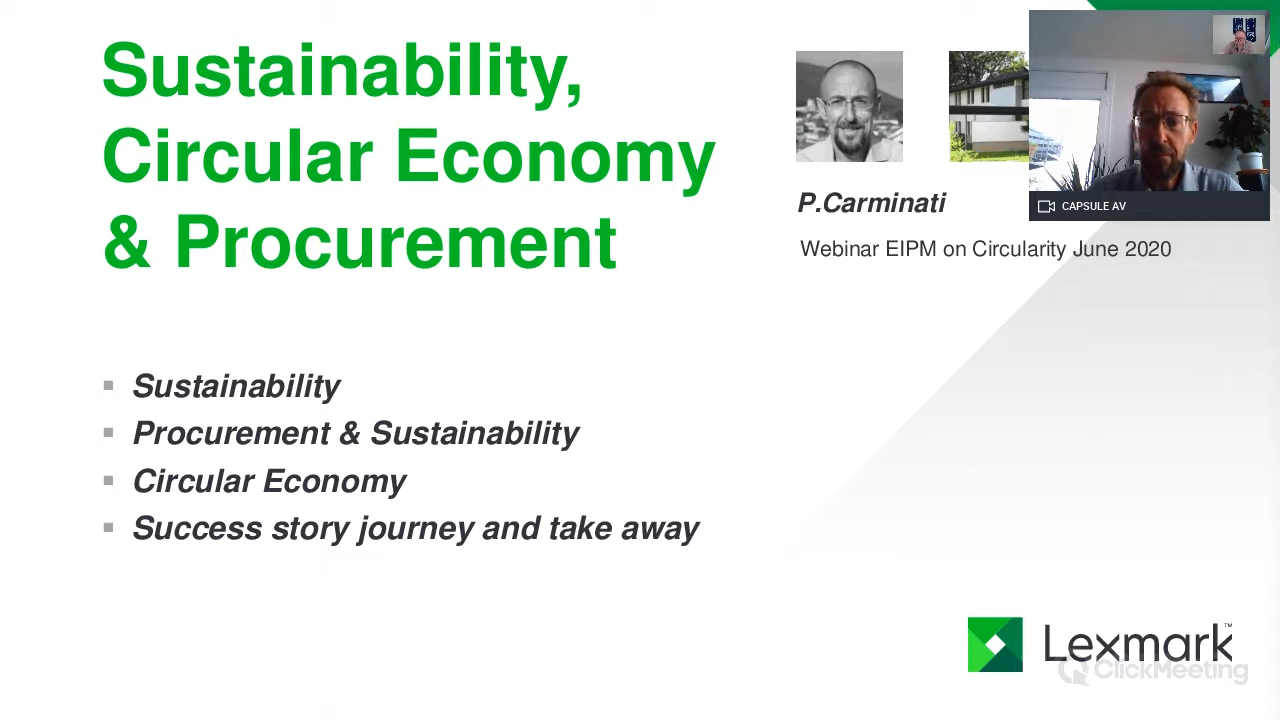 Sustainability,
Circular Economy
& Procurement
P.Carminati
CAPSULE AV
Webinar EIPM on Circularity June 2020
▪ Sustainability
▪ Procurement & Sustainability
▪ Circular Economy
▪ Success story journey and take away
Lexmark™
ClickMeeting